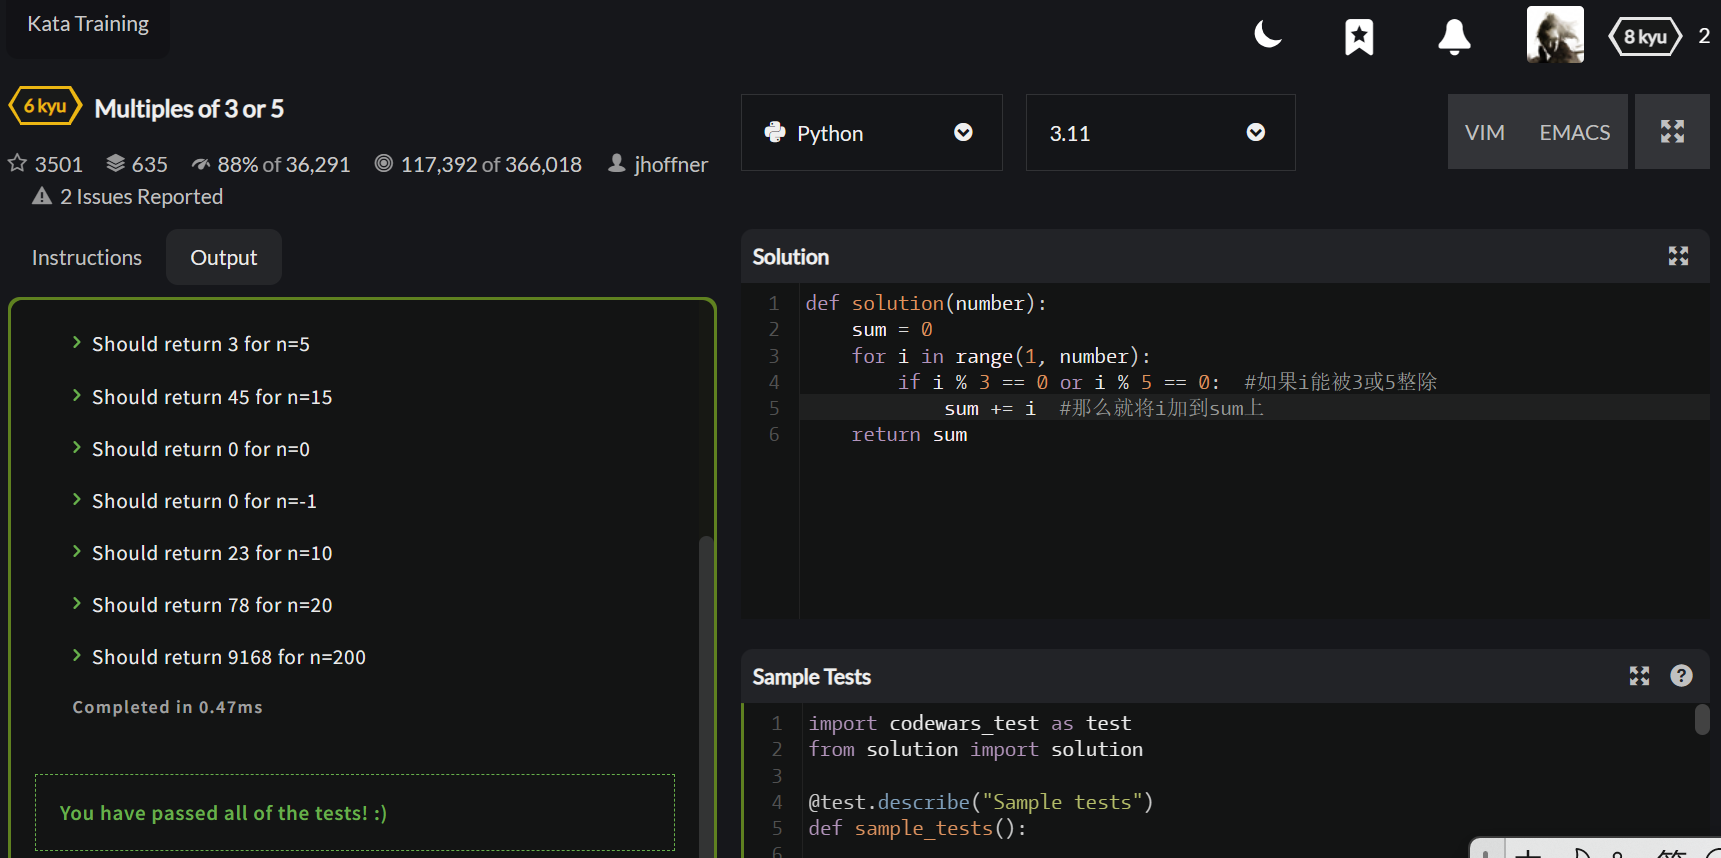 Kata Training
8 kyu 2
6 kyu Multiples of 3 or 5
3501 635 88% of 36,291 117,392 of 366,018 jhoffner
2 Issues Reported
Python
3.11
VIM EMACS
Instructions Output
Should return 3 for n=5
Should return 45 for n=15
Should return 0 for n=0
Should return 0 for n=-1
Should return 23 for n=10
Should return 78 for n=20
Should return 9168 for n=200
Completed in 0.47ms
You have passed all of the tests! :)
Solution
1 def solution(number):
2 sum = 0
3 for i in range(1, number):
4 if i % 3 == 0 or i % 5 == 0: #如果i能被3或5整除
5 sum += i #那么就将i加到sum上
6 return sum
Sample Tests
?
1 import codewars_test as test
2 from solution import solution
3
4 @test.describe("Sample tests")
5 def sample_tests():
6